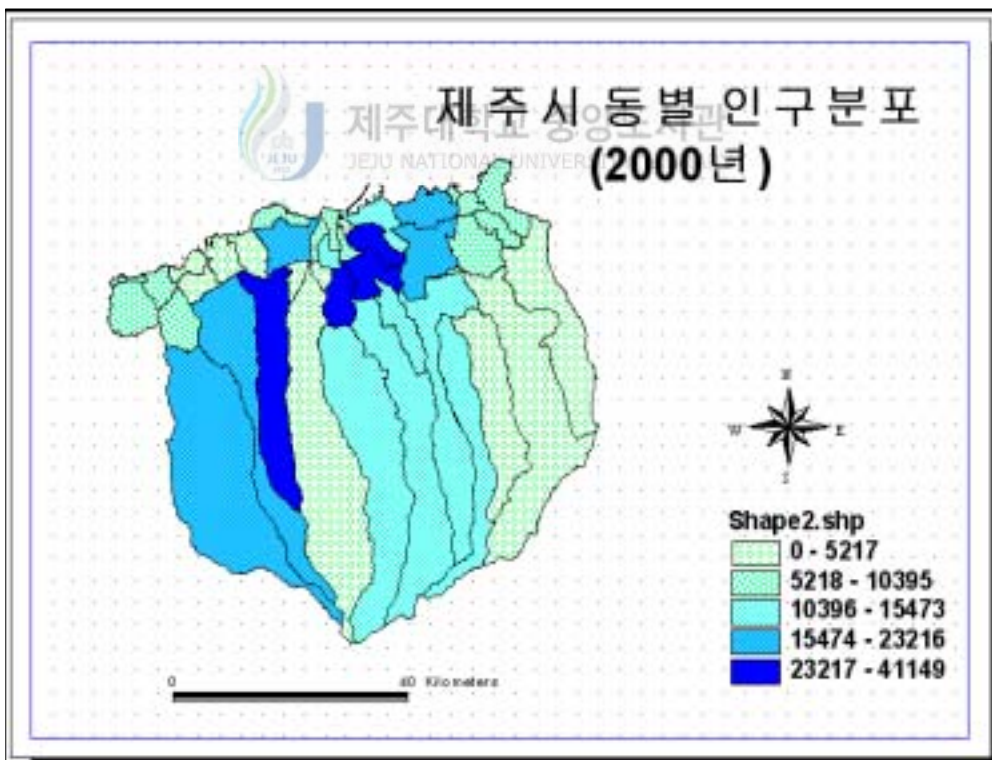 제주시 동별 인구분포
(2000년)
제주대학교 중앙도서관
JEJU NATIONAL
JEJU
N
W E
S
Shape2.shp
0 - 5217
5218 - 10395
10396 - 15473
15474 - 23216
23217 - 41149
0 40 Kilometers